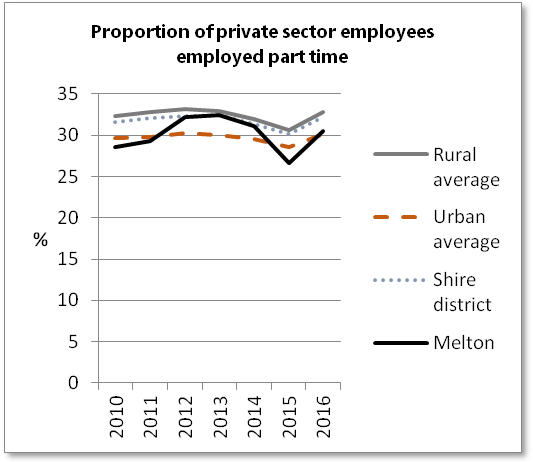 Proportion of private sector employees
employed part time
35
30
25
20
15
10
5
0
%
2010
2011
2012
2013
2014
2015
2016
Rural
average
Urban
average
Shire
district
Melton